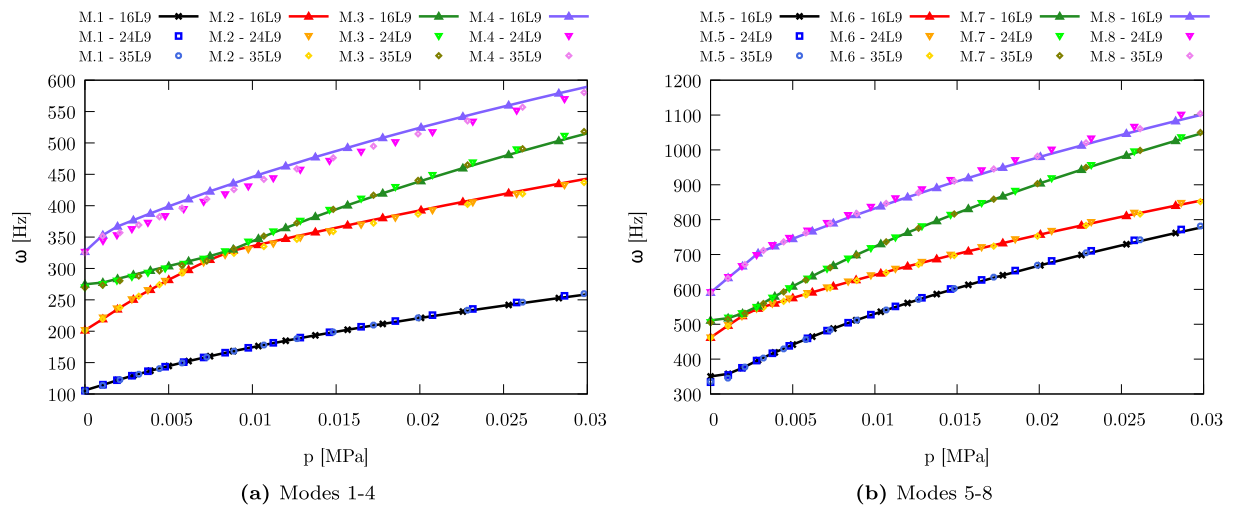 M.1 - 16L9 M.2 - 16L9 M.3 - 16L9 M.4 - 16L9
M.1 - 24L9 M.2 - 24L9 M.3 - 24L9 M.4 - 24L9
M.1 - 35L9 M.2 - 35L9 M.3 - 35L9 M.4 - 35L9
600
550
500
450
400
350
300
250
200
150
100
ω [Hz]
0 0.005 0.01 0.015 0.02 0.025 0.03
p [MPa]
(a) Modes 1-4
M.5 - 16L9 M.6 - 16L9 M.7 - 16L9 M.8 - 16L9
M.5 - 24L9 M.6 - 24L9 M.7 - 24L9 M.8 - 24L9
M.5 - 35L9 M.6 - 35L9 M.7 - 35L9 M.8 - 35L9
1200
1100
1000
900
800
700
600
500
400
300
ω [Hz]
0 0.005 0.01 0.015 0.02 0.025 0.03
p [MPa]
(b) Modes 5-8